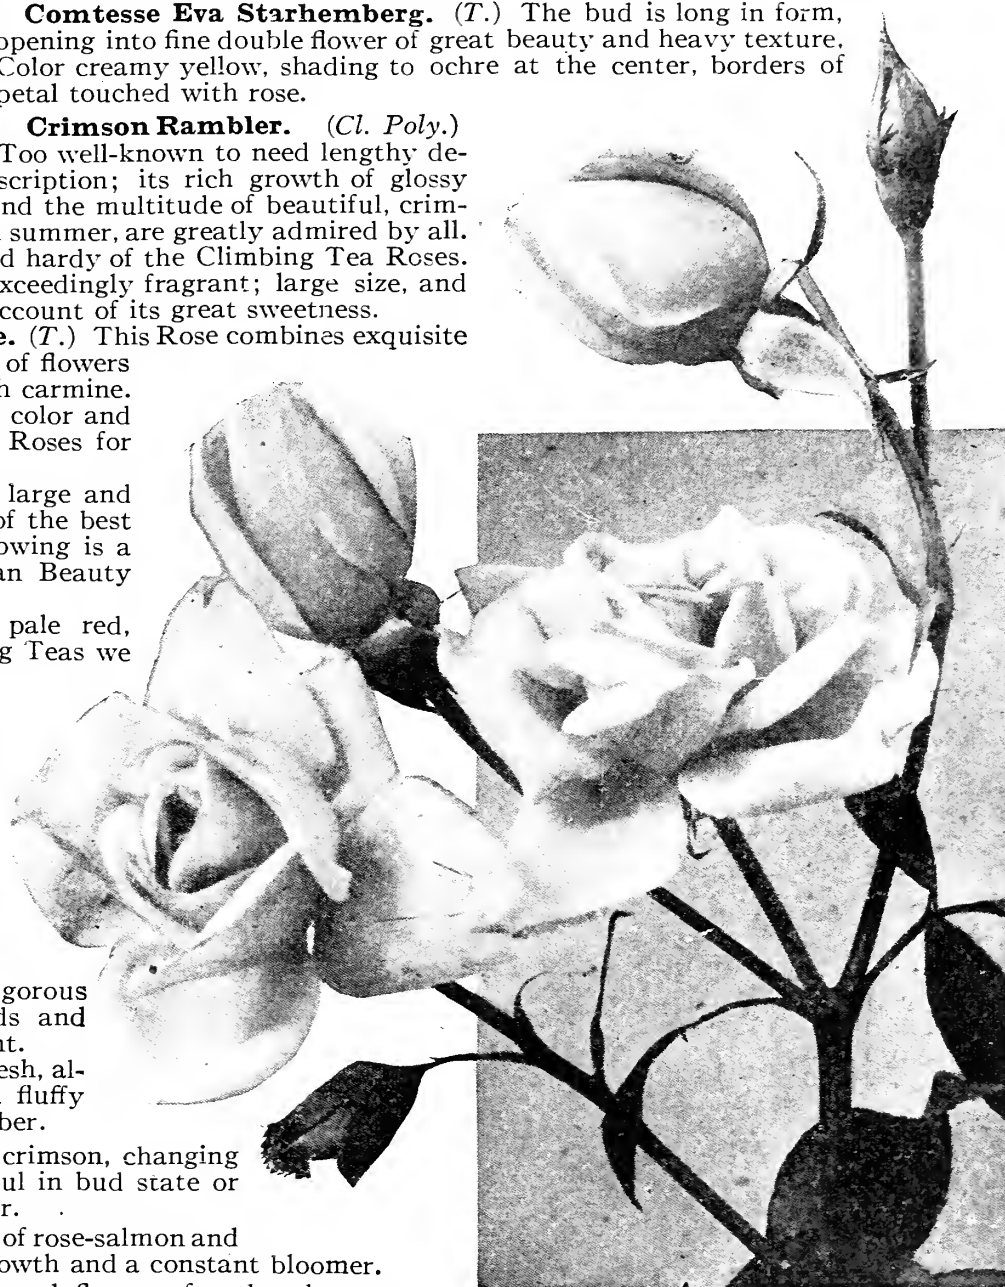 Comtesse Eva Starhemberg. (T.) The bud is long in form,
opening into fine double flower of great beauty and heavy texture.
Color creamy yellow, shading to ochre at the center, borders of
petal touched with rose.
Crimson Rambler. (Cl. Poly.)
Too well-known to need lengthy de-
scription; its rich growth of glossy
nd the multitude of beautiful, crim-
summer, are greatly admired by all.
d hardy of the Climbing Tea Roses.
xceedingly fragrant; large size, and
ccount of its great sweetness.
e. (T.) This Rose combines exquisite
of flowers
h carmine.
color and
Roses for
large and
of the best
owing is a
an Beauty
pale red,
g Teas we
gorous
ds and
nt.
esh, al-
fluffy
ber.
crimson, changing
ul in bud state or
r.
of rose-salmon and
owth and a constant bloomer.